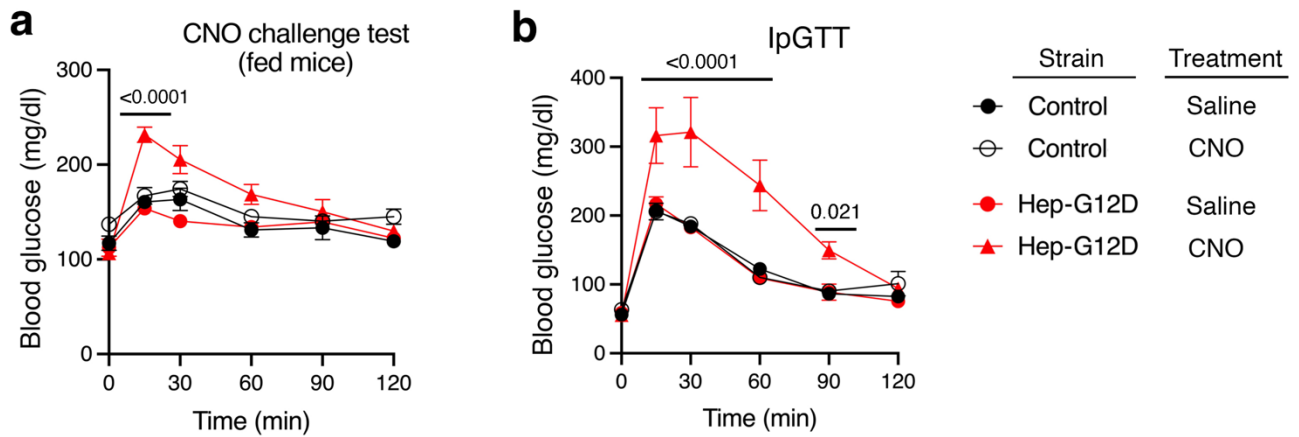 a
CNO challenge test
(fed mice)
<0.0001
Blood glucose (mg/dl)
300
200
100
0
0 30 60 90 120
Time (min)
b
IpGTT
<0.0001
0.021
Blood glucose (mg/dl)
400
300
200
100
0
0 30 60 90 120
Time (min)
Strain Treatment
Control Saline
Control CNO
Hep-G12D Saline
Hep-G12D CNO